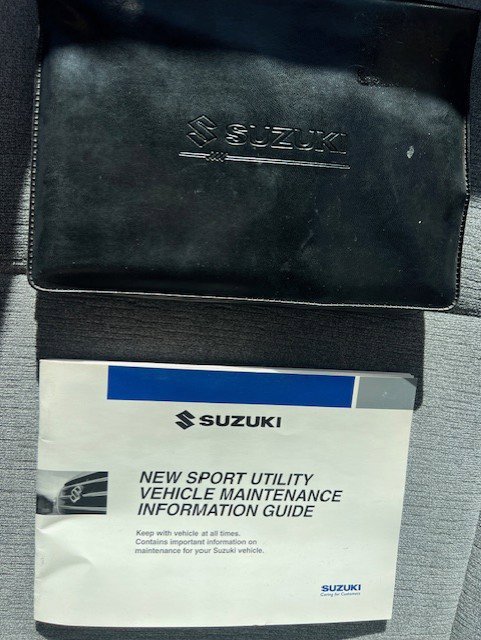 SUZUKI
SUZUKI
NEW SPORT UTILITY
VEHICLE MAINTENANCE
INFORMATION GUIDE
Keep with vehicle at all times.
Contains important information on
maintenance for your Suzuki vehicle.
SUZUKI
Caring for Customers